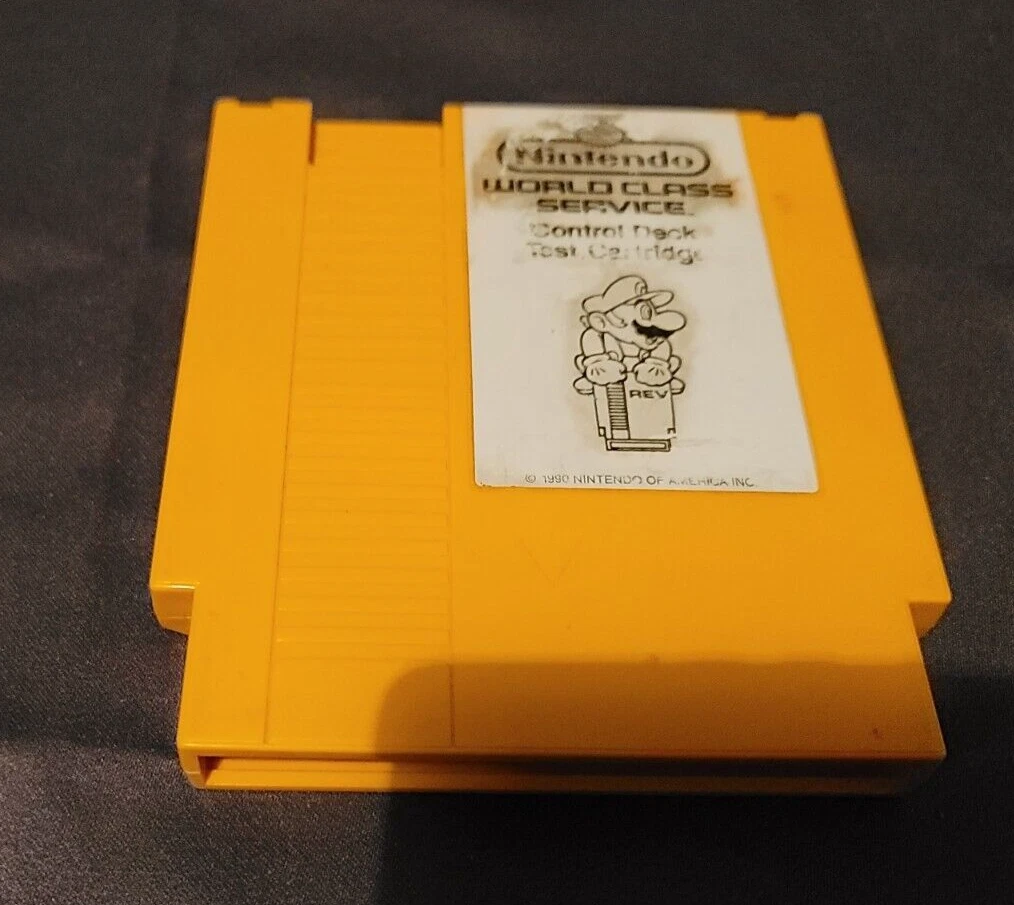 Nintendo
WORLD CLASS
SERVICE
Control Deck
Test Cartridge
REV
© 1990 NINTENDO OF AMERICA INC.